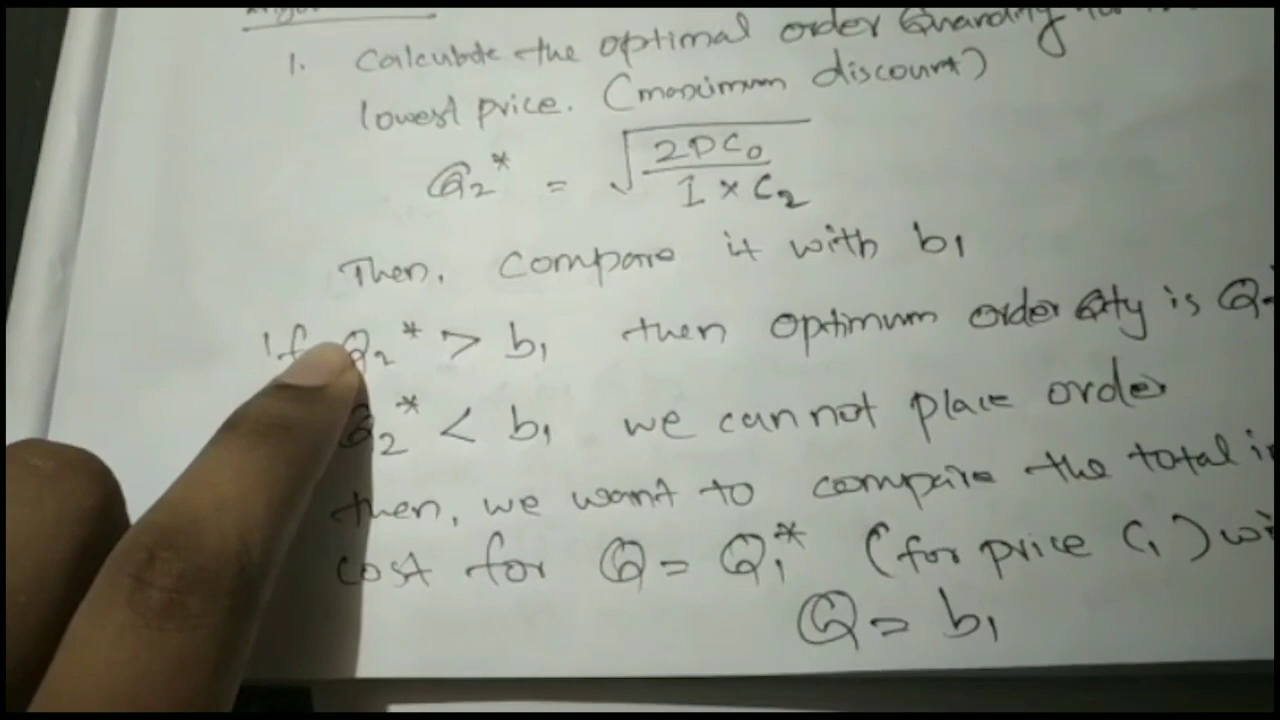 1. Calculate the optimal order Quantity
lowest price. (maximum discount)
Q₂* = √(2DC₀ / I × C₂)
Then, compare it with b₁
If Q₂* > b₁ then optimum order Qty is
Q₂* < b₁ we cannot place order
then, we want to compare the total
cost for Q = Q₁* (for price C₁)
Q = b₁